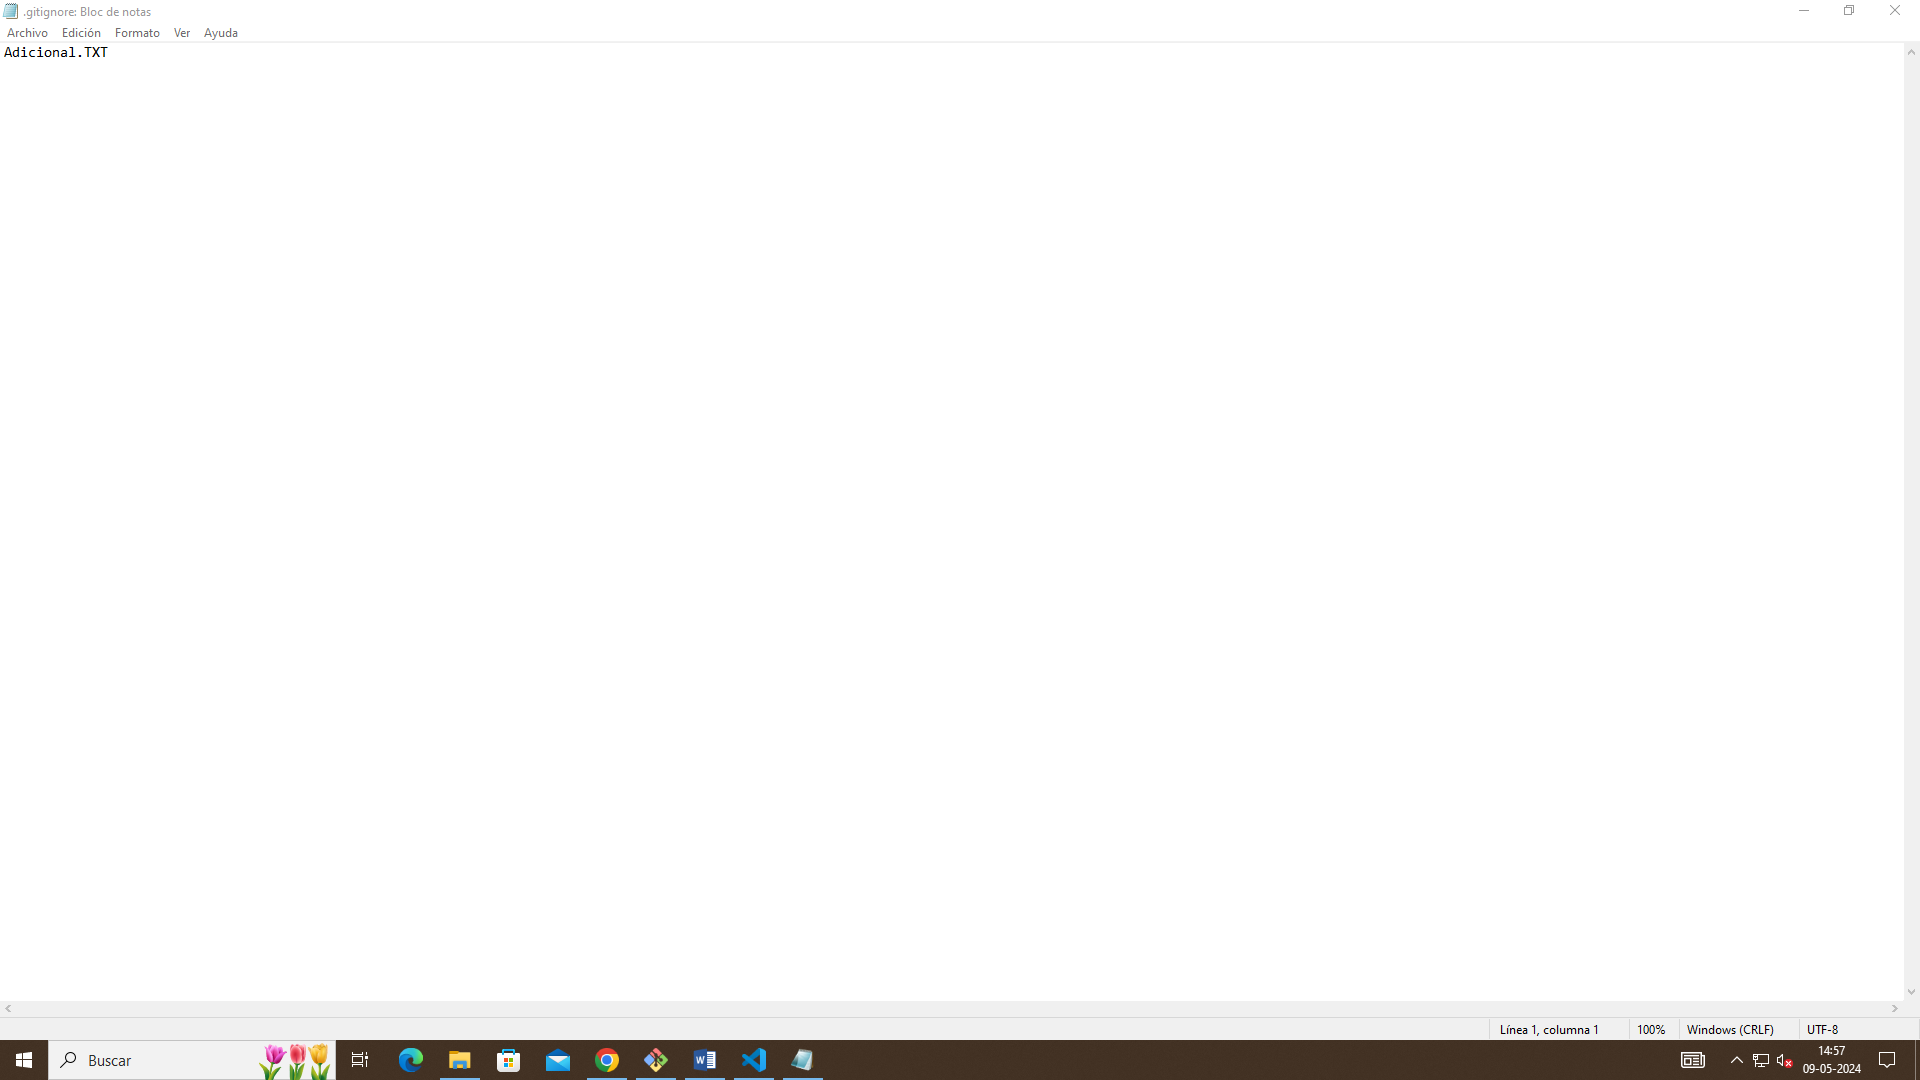 .gitignore: Bloc de notas
Archivo Edición Formato Ver Ayuda
Adicional.TXT
Línea 1, columna 1 100% Windows (CRLF) UTF-8
Buscar
14:57
09-05-2024